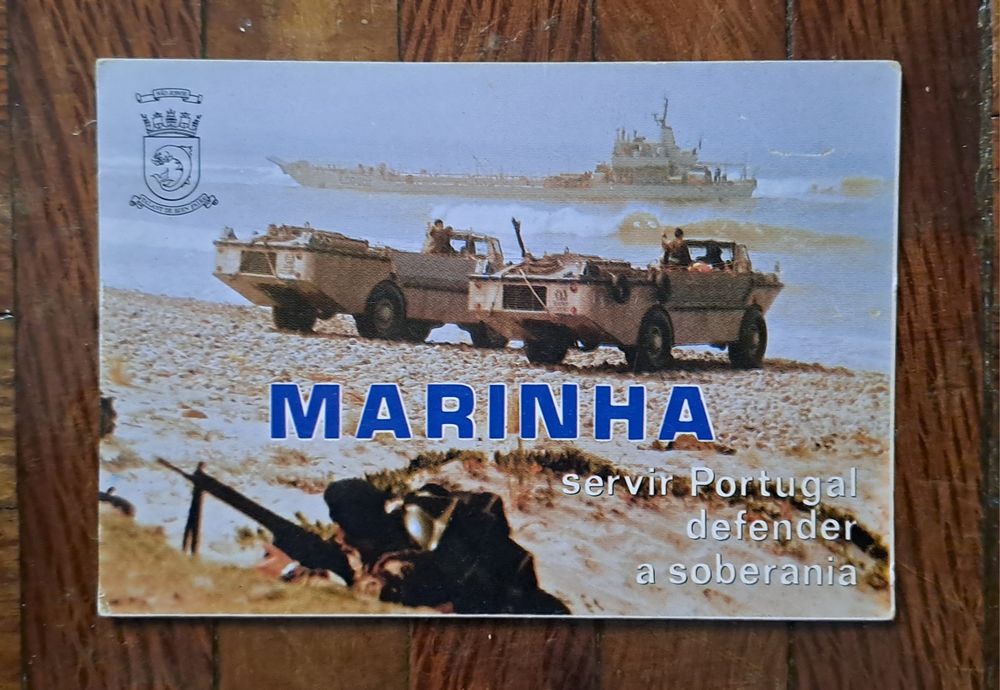 MARINHA
servir Portugal
defender
a soberania